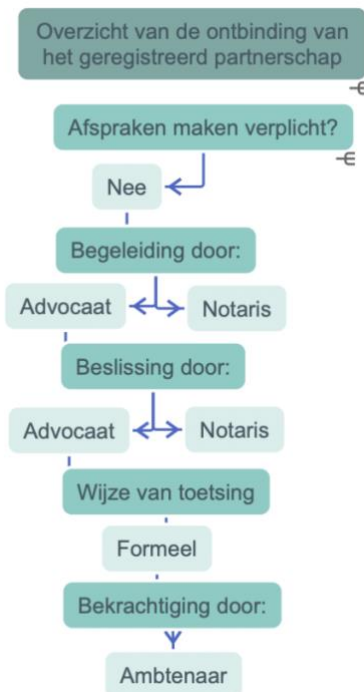 Overzicht van de ontbinding van
het geregistreerd partnerschap
Afspraken maken verplicht?
Nee
Begeleiding door:
Advocaat
Notaris
Beslissing door:
Advocaat
Notaris
Wijze van toetsing
Formeel
Bekrachtiging door:
Ambtenaar